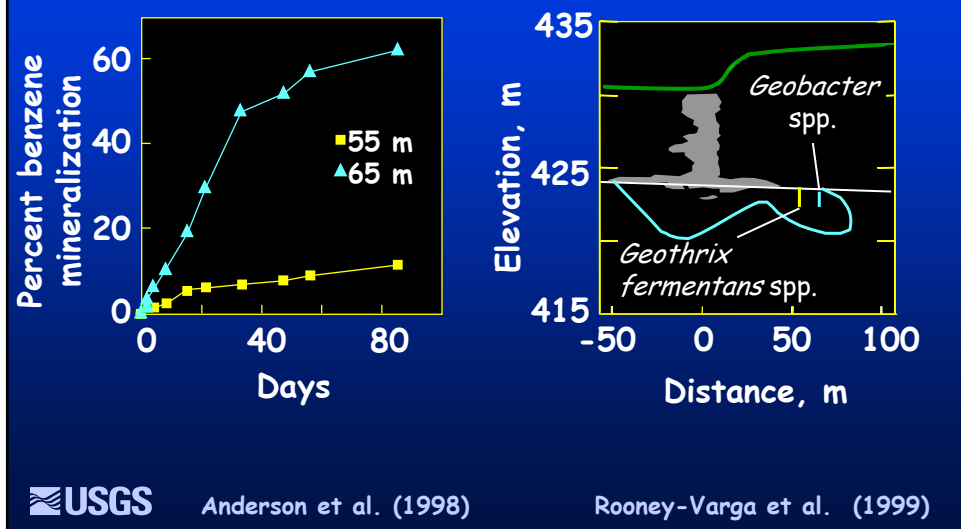 Percent benzene
mineralization
60
40
20
0
55 m
65 m
0 40 80
Days
Elevation, m
435
425
415
Geobacter
spp.
Geothrix
fermentans spp.
-50 0 50 100
Distance, m
USGS
Anderson et al. (1998)
Rooney-Varga et al. (1999)